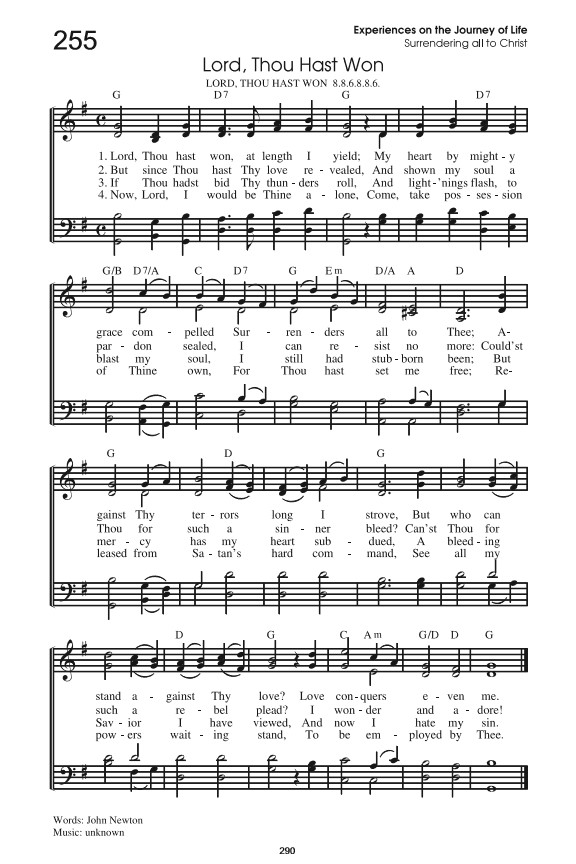 255
Experiences on the Journey of Life
Surrendering all to Christ
Lord, Thou Hast Won
LORD, THOU HAST WON 8.8.6.8.8.6.
G D7 G D7
1. Lord, Thou hast won, at length I yield; My heart by might - y
2. But since Thou hast Thy love re - vealed, And shown my soul a
3. If Thou hadst bid Thy thun - ders roll, And light - 'nings flash, to
4. Now, Lord, I would be Thine a - lone, Come, take pos - ses - sion
G/B D7/A C D7 G Em D/A A D
grace com - pelled Sur - ren - ders all to Thee; A-
par - don sealed, I can re - sist no more: Could'st
blast my soul, I still had stub - born been; But
of Thine own, For Thou hast set me free; Re-
G D G
gainst Thy ter - rors long I strove, But who can
Thou for such a sin - ner bleed? Can'st Thou for
mer - cy has my heart sub - dued, A bleed - ing
leased from Sa - tan's hard com - mand, See all my
D G C Am G/D D G
stand a - gainst Thy love? Love con - quers e - ven me.
such a re - bel plead? I won - der and a - dore!
Sav - ior I have viewed, And now I hate my sin.
pow - ers wait - ing stand, To be em - ployed by Thee.
Words: John Newton
Music: unknown
290